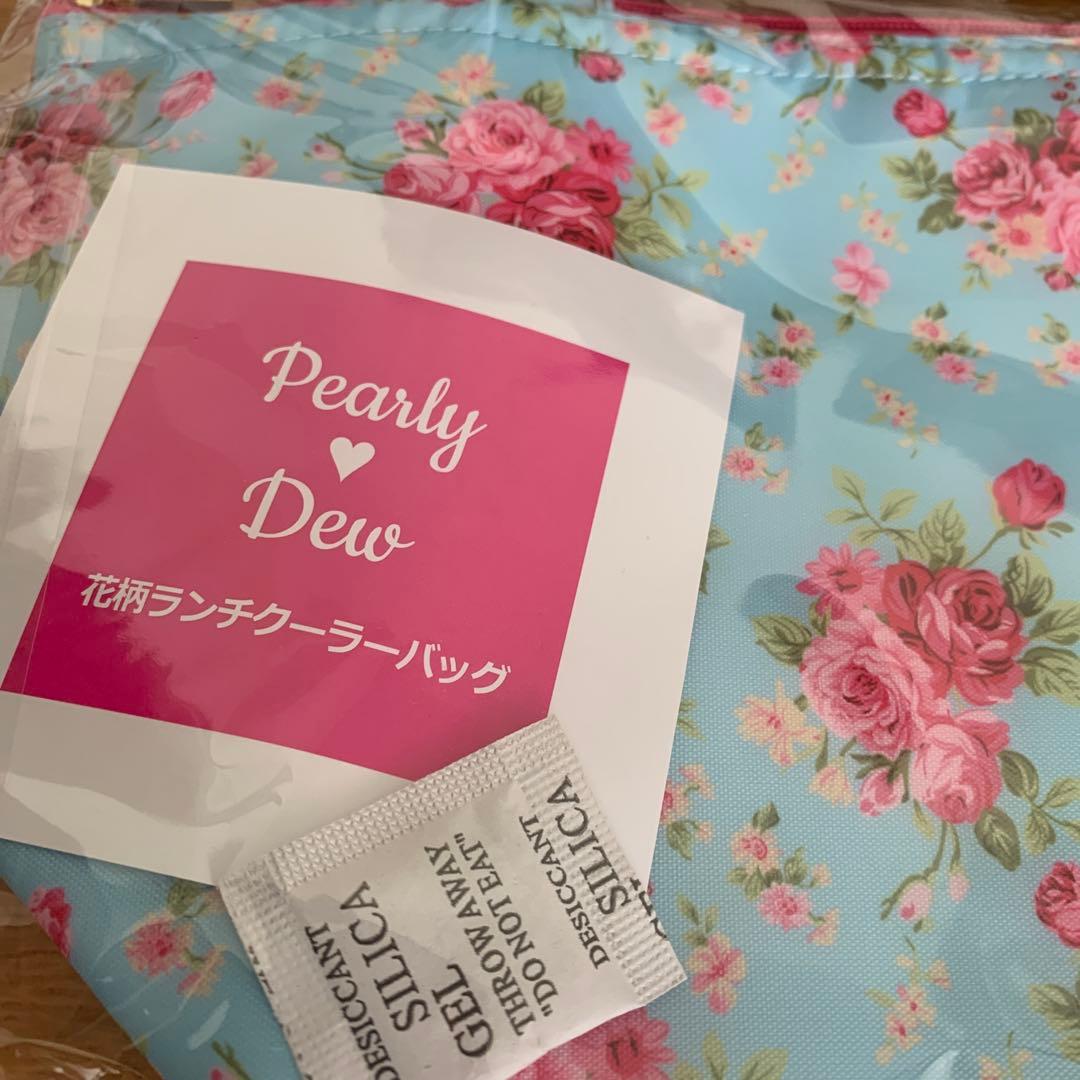 Pearly
♥
Dew
花柄ランチクーラーバッグ
DESICCANT
SILICA
GEL
THROW AWAY
"DO NOT EAT"
DESICCANT
SILICA